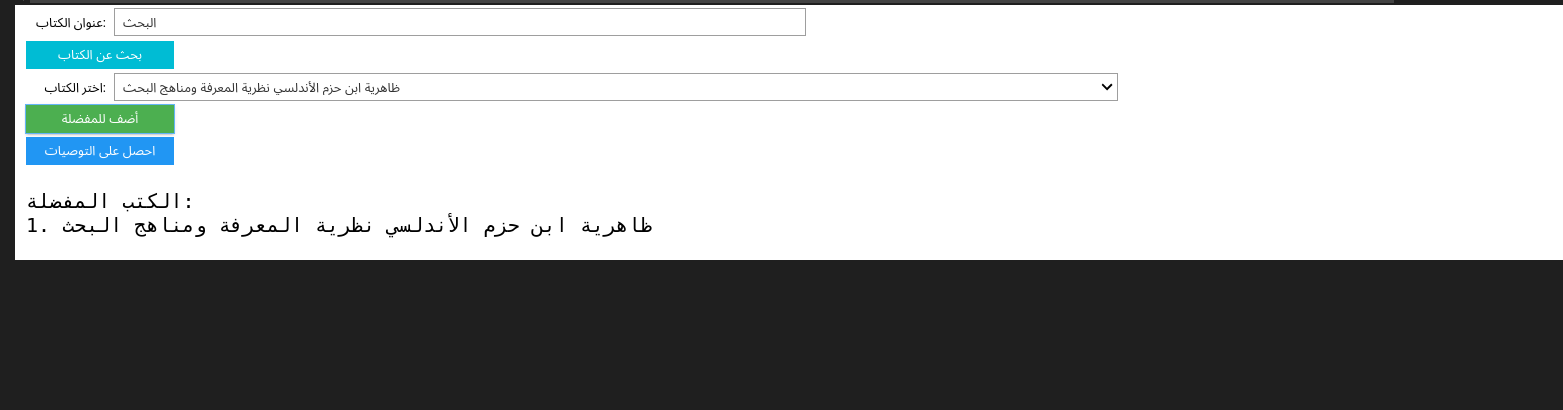 عنوان الكتاب:
البحث
بحث عن الكتاب
اختر الكتاب:
ظاهرية ابن حزم الأندلسي نظرية المعرفة ومناهج البحث
أضف للمفضلة
احصل على التوصيات
الكتب المفضلة:
1. ظاهرية ابن حزم الأندلسي نظرية المعرفة ومناهج البحث